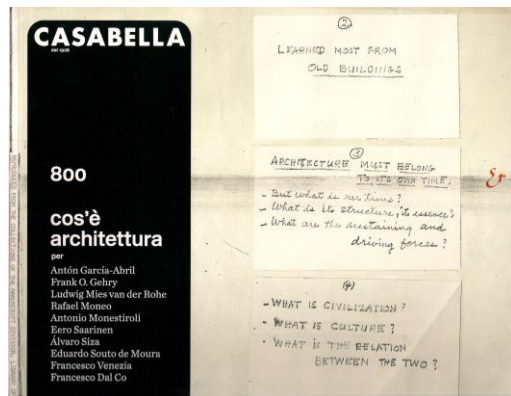 CASABELLA
dal 1928
800
cos'è
architettura
per
Antón García-Abril
Frank O. Gehry
Ludwig Mies van der Rohe
Rafael Moneo
Antonio Monestiroli
Eero Saarinen
Álvaro Siza
Eduardo Souto de Moura
Francesco Venezia
Francesco Dal Co
2
LEARNED MOST FROM
OLD BUILDINGS
3
ARCHITECTURE MUST BELONG
TO IT'S OWN TIME.
- But what is our time?
- What is its structure, its essence?
- What are the sustaining and
driving forces?
4
- WHAT IS CIVILIZATION?
- WHAT IS CULTURE?
- WHAT IS THE RELATION
BETWEEN THE TWO?